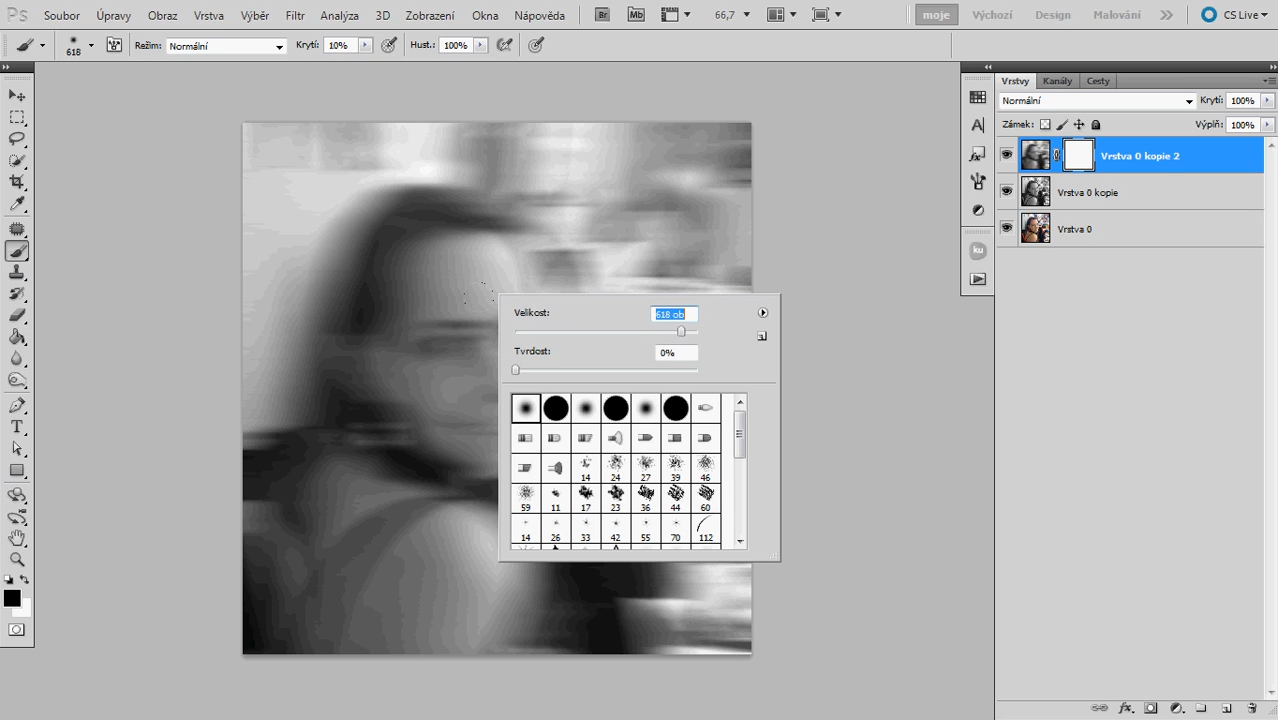 Ps Soubor Úpravy Obraz Vrstva Výběr Filtr Analýza 3D Zobrazení Okna Nápověda Br Mb 66,7 moje Výchozí Design Malování CS Live
618 Režim: Normální Krytí: 10% Hust.: 100%
Vrstvy Kanály Cesty
Normální Krytí: 100%
Zámek: Výplň: 100%
Vrstva 0 kopie 2
Vrstva 0 kopie
Vrstva 0
ku
Velikost: 618 ob
Tvrdost: 0%
14 24 27 39 46
59 11 17 23 36 44 60
14 26 33 42 55 70 112